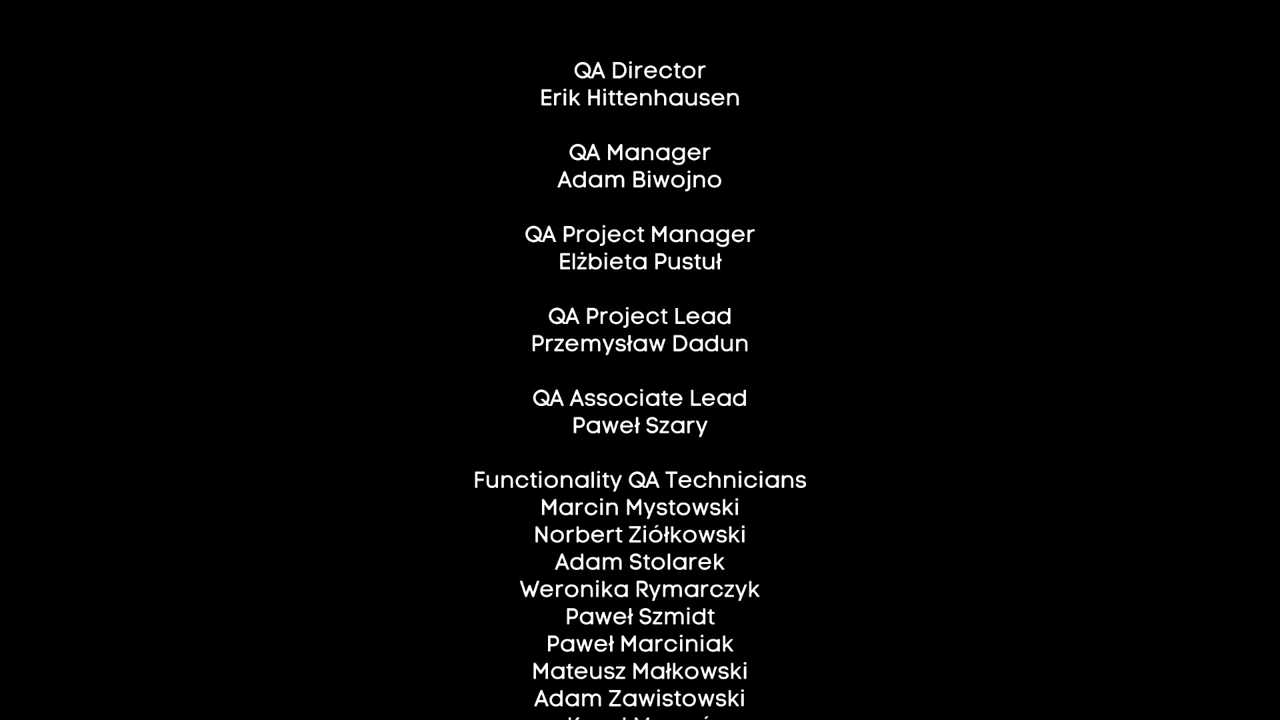 QA Director
Erik Hittenhausen
QA Manager
Adam Biwojno
QA Project Manager
Elżbieta Pustuł
QA Project Lead
Przemysław Dadun
QA Associate Lead
Paweł Szary
Functionality QA Technicians
Marcin Mystowski
Norbert Ziółkowski
Adam Stolarek
Weronika Rymarczyk
Paweł Szmidt
Paweł Marciniak
Mateusz Małkowski
Adam Zawistowski